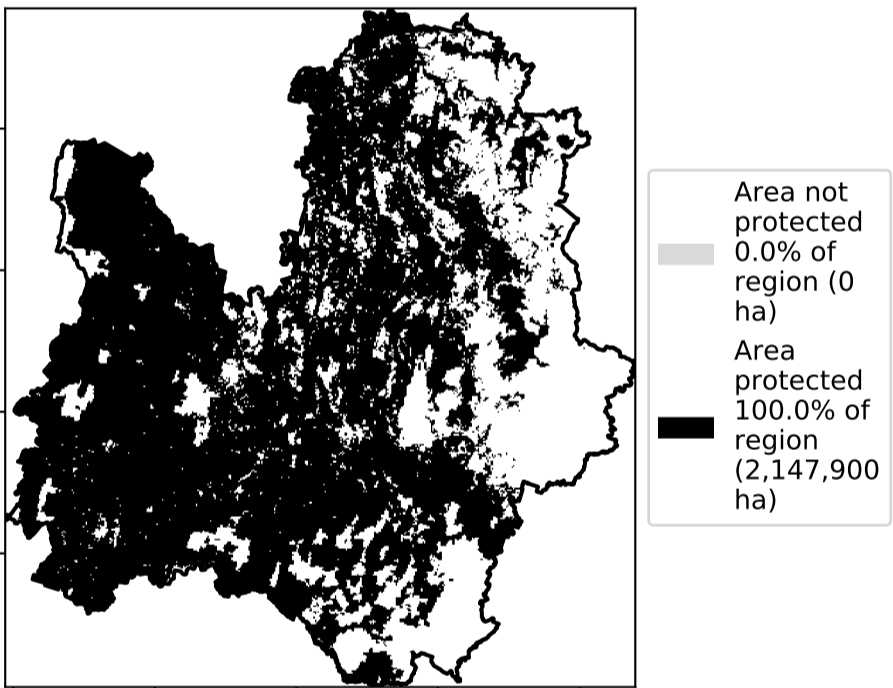 Area not
protected
0.0% of
region (0
ha)
Area
protected
100.0% of
region
(2,147,900
ha)